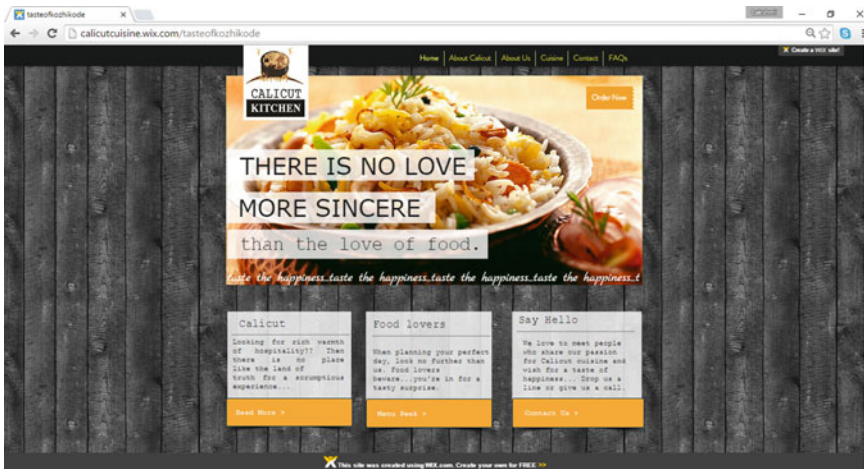 tasteofkozhikode
calicutcuisine.wix.com/tasteofkozhikode
Create a WIX site!
Home About Calicut About Us Cuisine Contact FAQs
CALICUT
KITCHEN
Order Now
THERE IS NO LOVE
MORE SINCERE
than the love of food.
taste the happiness..taste the happiness..taste the happiness..taste the happiness..t
Calicut
Looking for rich warmth
of hospitality?? Then
there is no place
like the land of
truth for a scrumptious
experience...
Read More >
Food lovers
When planning your perfect
day, look no further than
us. Food lovers
beware...you're in for a
tasty surprise.
Menu Peek >
Say Hello
We love to meet people
who share our passion
for Calicut cuisine and
wish for a taste of
happiness... Drop us a
line or give us a call.
Contact Us >
This site was created using WIX.com. Create your own for FREE >>